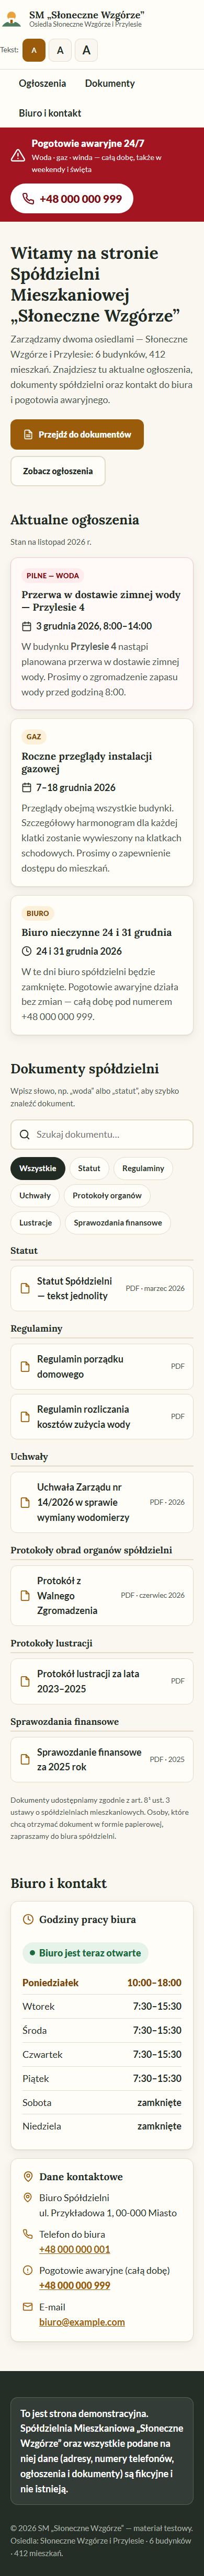 SM „Słoneczne Wzgórze”
Osiedla Słoneczne Wzgórze i Przylesie
Tekst: A A A
Ogłoszenia Dokumenty
Biuro i kontakt
Pogotowie awaryjne 24/7
Woda · gaz · winda — całą dobę, także w
weekendy i święta
+48 000 000 999
Witamy na stronie
Spółdzielni
Mieszkaniowej
„Słoneczne Wzgórze”
Zarządzamy dwoma osiedlami — Słoneczne
Wzgórze i Przylesie: 6 budynków, 412
mieszkań. Znajdziesz tu aktualne ogłoszenia,
dokumenty spółdzielni oraz kontakt do biura
i pogotowia awaryjnego.
Przejdź do dokumentów
Zobacz ogłoszenia
Aktualne ogłoszenia
Stan na listopad 2026 r.
PILNE — WODA
Przerwa w dostawie zimnej wody
— Przylesie 4
3 grudnia 2026, 8:00–14:00
W budynku Przylesie 4 nastąpi
planowana przerwa w dostawie zimnej
wody. Prosimy o zgromadzenie zapasu
wody przed godziną 8:00.
GAZ
Roczne przeglądy instalacji
gazowej
7–18 grudnia 2026
Przeglądy obejmą wszystkie budynki.
Szczegółowy harmonogram dla każdej
klatki zostanie wywieszony na klatkach
schodowych. Prosimy o zapewnienie
dostępu do mieszkań.
BIURO
Biuro nieczynne 24 i 31 grudnia
24 i 31 grudnia 2026
W te dni biuro spółdzielni będzie
zamknięte. Pogotowie awaryjne działa
bez zmian — całą dobę pod numerem
+48 000 000 999.
Dokumenty spółdzielni
Wpisz słowo, np. „woda” albo „statut”, aby szybko
znaleźć dokument.
Szukaj dokumentu…
Wszystkie Statut Regulaminy
Uchwały Protokoły organów
Lustracje Sprawozdania finansowe
Statut
Statut Spółdzielni
— tekst jednolity PDF · marzec 2026
Regulaminy
Regulamin porządku
domowego PDF
Regulamin rozliczania
kosztów zużycia wody PDF
Uchwały
Uchwała Zarządu nr
14/2026 w sprawie
wymiany wodomierzy PDF · 2026
Protokoły obrad organów spółdzielni
Protokół z
Walnego
Zgromadzenia PDF · czerwiec 2026
Protokoły lustracji
Protokół lustracji za lata
2023–2025 PDF
Sprawozdania finansowe
Sprawozdanie finansowe
za 2025 rok PDF · 2025
Dokumenty udostępniamy zgodnie z art. 8¹ ust. 3
ustawy o spółdzielniach mieszkaniowych. Osoby, które
chcą otrzymać dokument w formie papierowej,
zapraszamy do biura spółdzielni.
Biuro i kontakt
Godziny pracy biura
Biuro jest teraz otwarte
Poniedziałek 10:00–18:00
Wtorek 7:30–15:30
Środa 7:30–15:30
Czwartek 7:30–15:30
Piątek 7:30–15:30
Sobota zamknięte
Niedziela zamknięte
Dane kontaktowe
Biuro Spółdzielni
ul. Przykładowa 1, 00-000 Miasto
Telefon do biura
+48 000 000 001
Pogotowie awaryjne (całą dobę)
+48 000 000 999
E-mail
biuro@example.com
To jest strona demonstracyjna.
Spółdzielnia Mieszkaniowa „Słoneczne
Wzgórze” oraz wszystkie podane na
niej dane (adresy, numery telefonów,
ogłoszenia i dokumenty) są fikcyjne i
nie istnieją.
© 2026 SM „Słoneczne Wzgórze” — materiał testowy.
Osiedla: Słoneczne Wzgórze i Przylesie · 6 budynków
· 412 mieszkań.